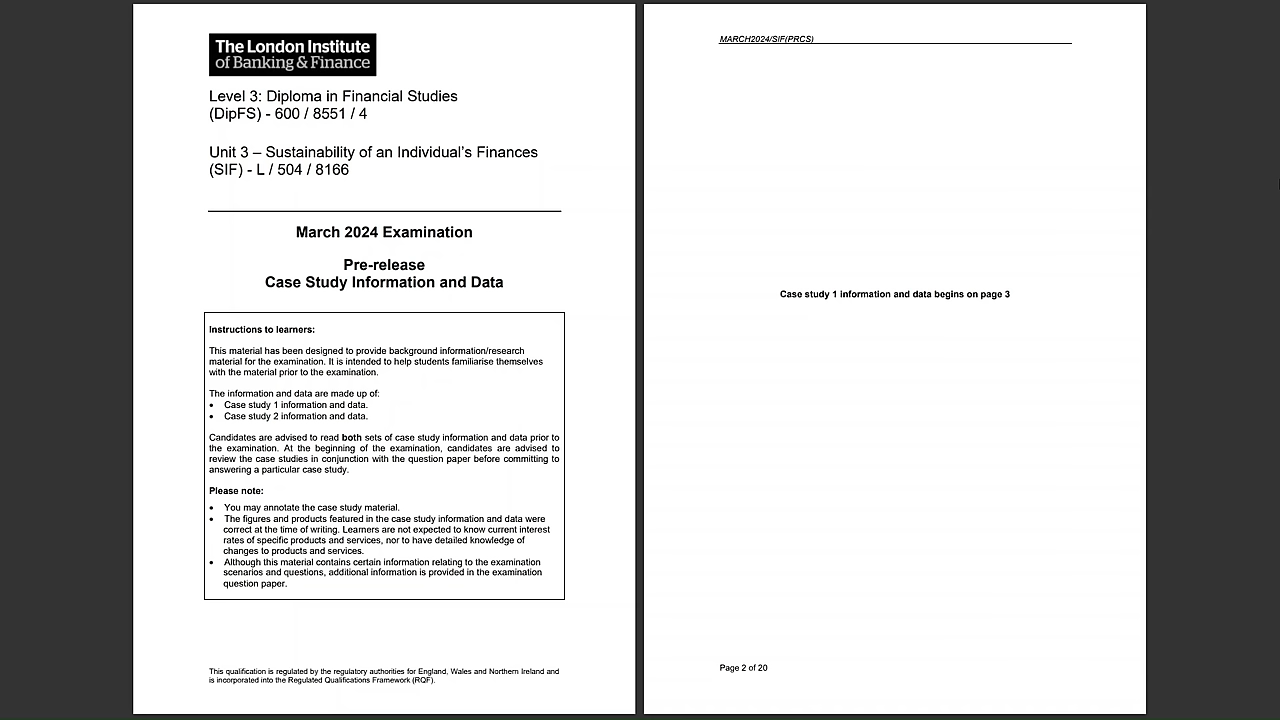 The London Institute
of Banking & Finance
Level 3: Diploma in Financial Studies
(DipFS) - 600 / 8551 / 4
Unit 3 – Sustainability of an Individual's Finances
(SIF) - L / 504 / 8166
March 2024 Examination
Pre-release
Case Study Information and Data
Instructions to learners:
This material has been designed to provide background information/research
material for the examination. It is intended to help students familiarise themselves
with the material prior to the examination.
The information and data are made up of:
• Case study 1 information and data.
• Case study 2 information and data.
Candidates are advised to read both sets of case study information and data prior to
the examination. At the beginning of the examination, candidates are advised to
review the case studies in conjunction with the question paper before committing to
answering a particular case study.
Please note:
• You may annotate the case study material.
• The figures and products featured in the case study information and data were
correct at the time of writing. Learners are not expected to know current interest
rates of specific products and services, nor to have detailed knowledge of
changes to products and services.
• Although this material contains certain information relating to the examination
scenarios and questions, additional information is provided in the examination
question paper.
This qualification is regulated by the regulatory authorities for England, Wales and Northern Ireland and
is incorporated into the Regulated Qualifications Framework (RQF).
MARCH2024/SIF(PRCS)
Case study 1 information and data begins on page 3
Page 2 of 20